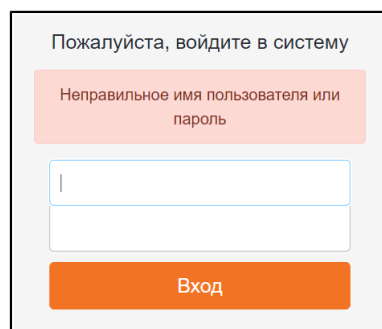 Пожалуйста, войдите в систему
Неправильное имя пользователя или
пароль
Вход